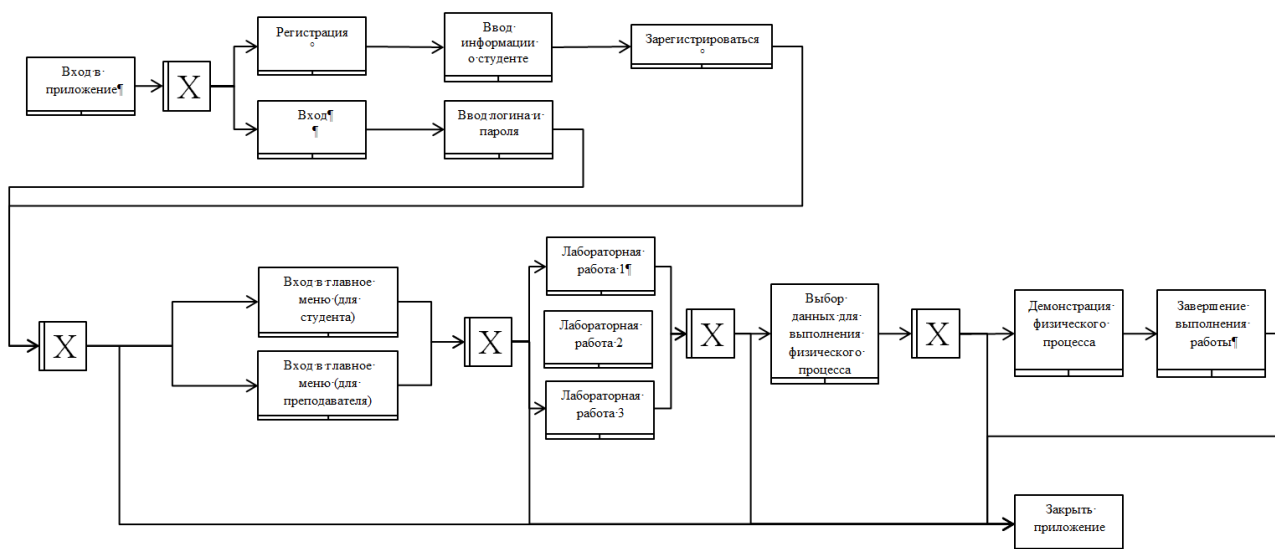 Вход·в·
приложение¶
X
Регистрация
°
Ввод
информации·
о·студенте
Зарегистрироваться
°
Вход¶
¶
Ввод·логина·и·
пароля
X
Вход·в·главное·
меню·(для·
студента)
Вход·в·главное·
меню·(для·
преподавателя)
X
Лабораторная·
работа·1¶
Лабораторная·
работа·2
Лабораторная·
работа·3
X
Выбор
данных·для·
выполнения
физического·
процесса
X
Демонстрация
физического·
процесса
Завершение·
выполнения·
работы¶
Закрыть·
приложение